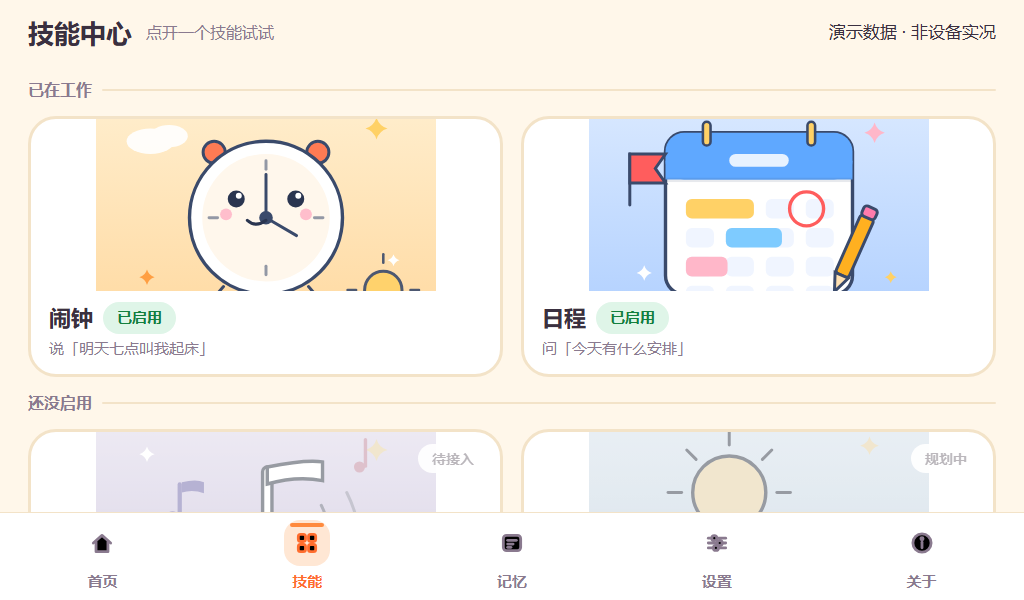 技能中心 点开一个技能试试
演示数据 · 非设备实况
已在工作
闹钟 已启用
说「明天七点叫我起床」
日程 已启用
问「今天有什么安排」
还没启用
待接入
规划中
首页
技能
记忆
设置
关于